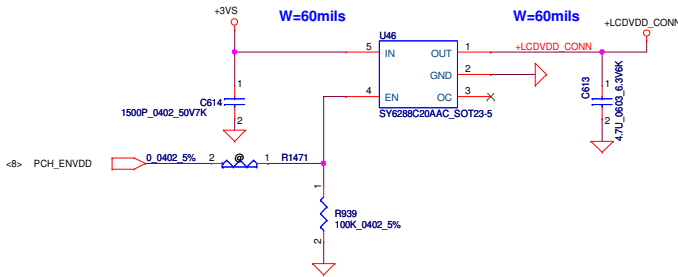 +3VS
W=60mils
W=60mils
+LCDVDD_CONN
U46
5 IN OUT 1 +LCDVDD_CONN
GND 2
4 EN OC 3
SY6288C20AAC_SOT23-5
1
C614
1500P_0402_50V7K
2
1
C613
4.7U_0603_6.3V6K
2
<8> PCH_ENVDD 0_0402_5% 2 @ 1 R1471
1
R939
100K_0402_5%
2